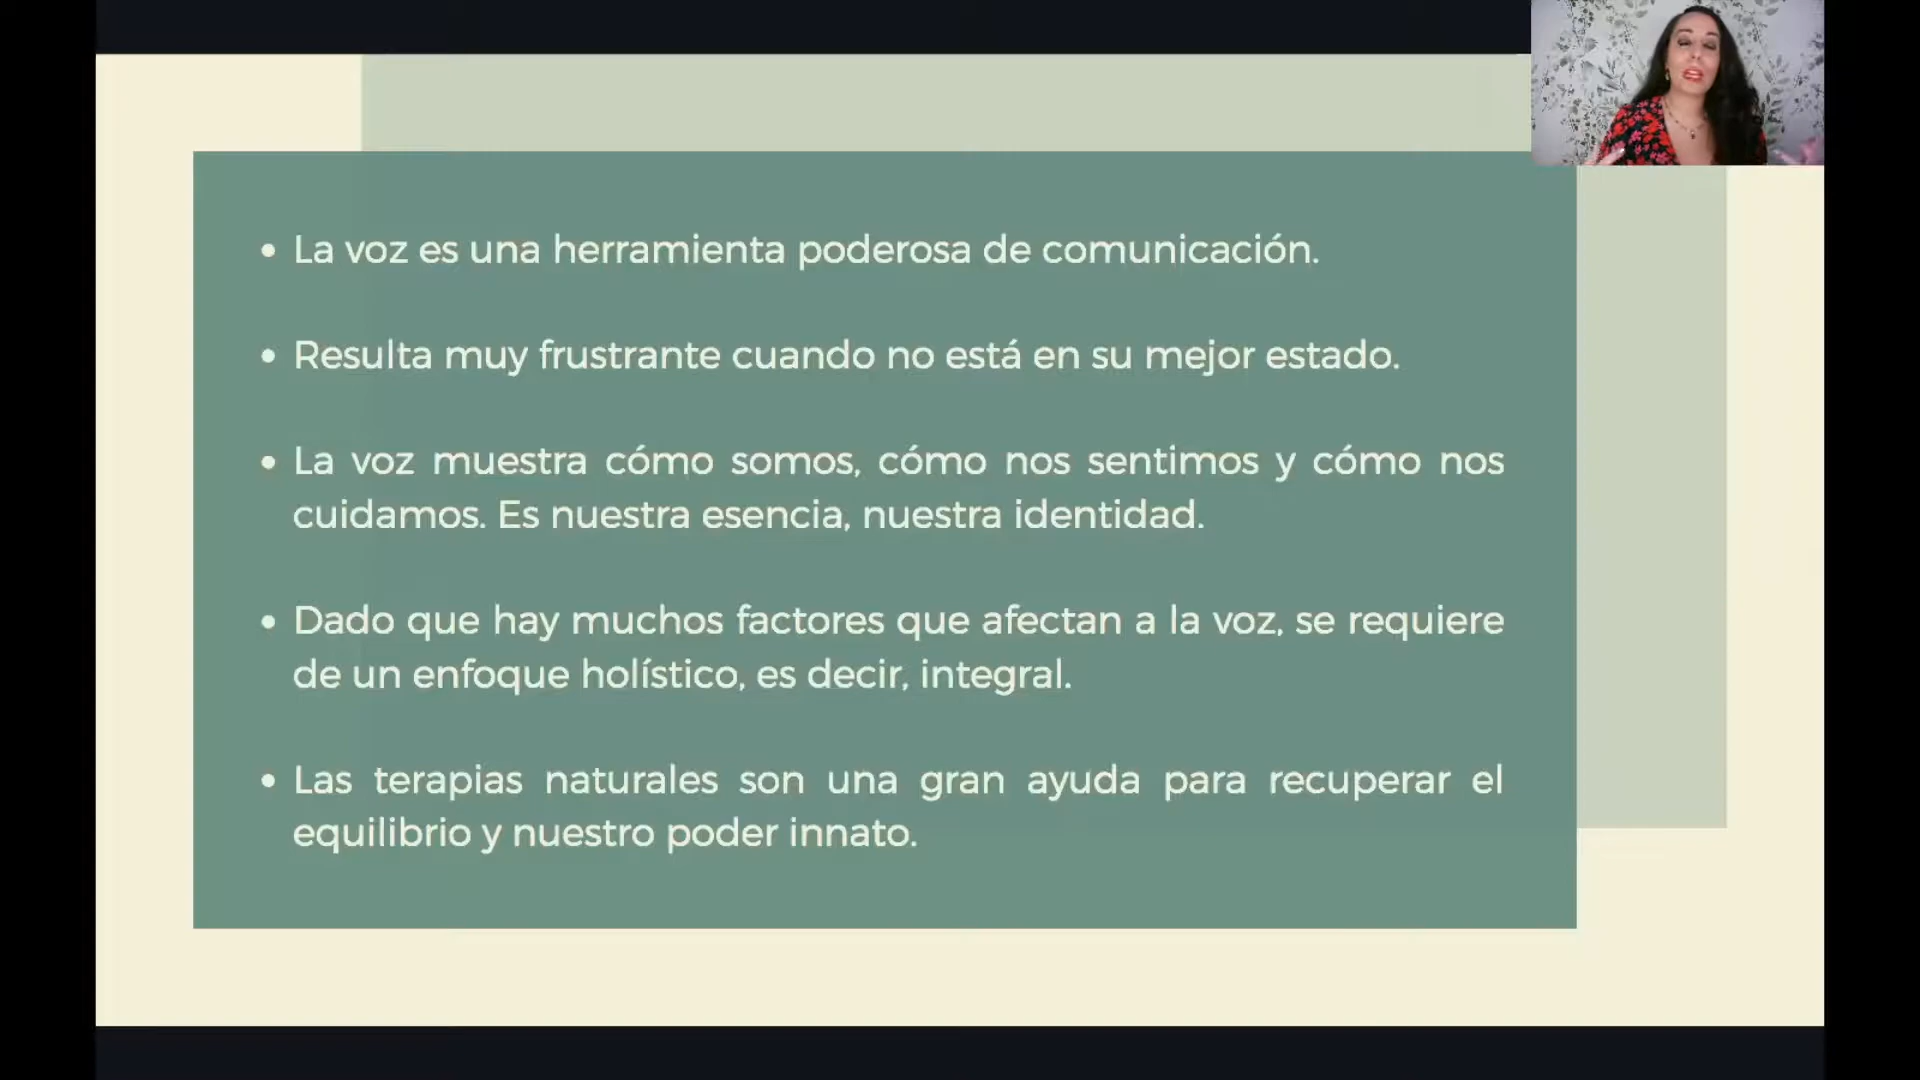 • La voz es una herramienta poderosa de comunicación.
• Resulta muy frustrante cuando no está en su mejor estado.
• La voz muestra cómo somos, cómo nos sentimos y cómo nos
cuidamos. Es nuestra esencia, nuestra identidad.
• Dado que hay muchos factores que afectan a la voz, se requiere
de un enfoque holístico, es decir, integral.
• Las terapias naturales son una gran ayuda para recuperar el
equilibrio y nuestro poder innato.